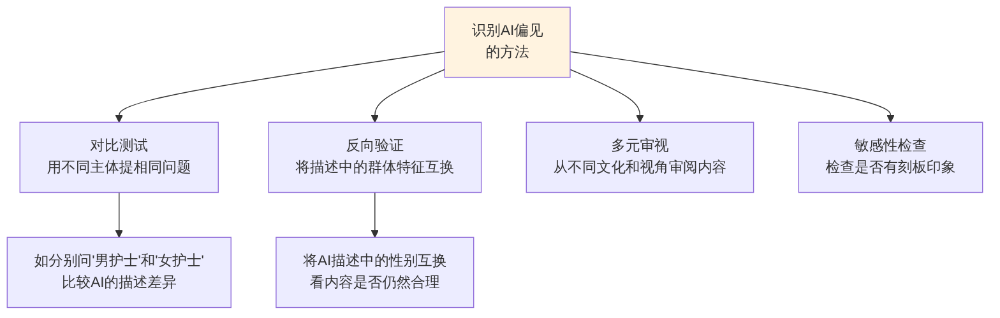 识别AI偏见
的方法
对比测试
用不同主体提相同问题
反向验证
将描述中的群体特征互换
多元审视
从不同文化和视角审阅内容
敏感性检查
检查是否有刻板印象
如分别问'男护士'和'女护士'
比较AI的描述差异
将AI描述中的性别互换
看内容是否仍然合理